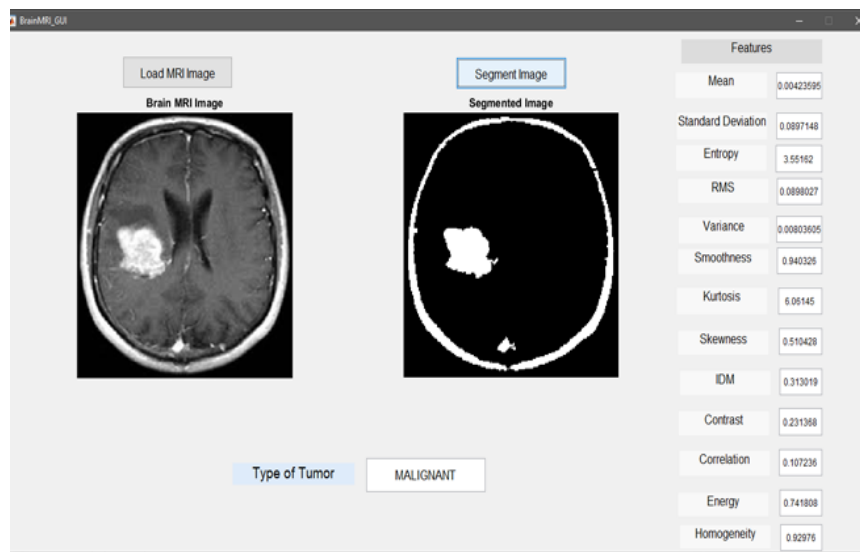 BrainMRI_GUI
Load MRI Image
Segment Image
Brain MRI Image
Segmented Image
Features
Mean 0.00423595
Standard Deviation 0.0897148
Entropy 3.55162
RMS 0.0898027
Variance 0.00803605
Smoothness 0.940326
Kurtosis 6.06145
Skewness 0.510428
IDM 0.313019
Contrast 0.231368
Correlation 0.107236
Energy 0.741808
Homogeneity 0.92976
Type of Tumor MALIGNANT